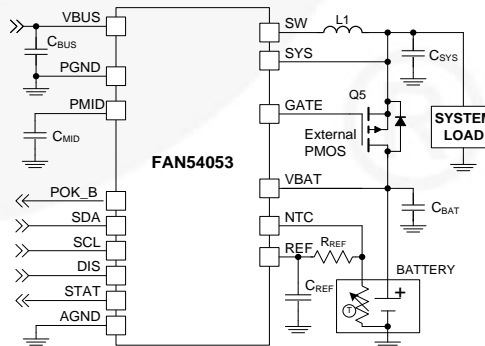 VBUS
CBUS
PGND
PMID
CMID
FAN54053
POK_B
SDA
SCL
DIS
STAT
AGND
SW
L1
SYS
CSYS
GATE
Q5
External
PMOS
SYSTEM
LOAD
VBAT
CBAT
NTC
REF
RREF
CREF
BATTERY
+
T